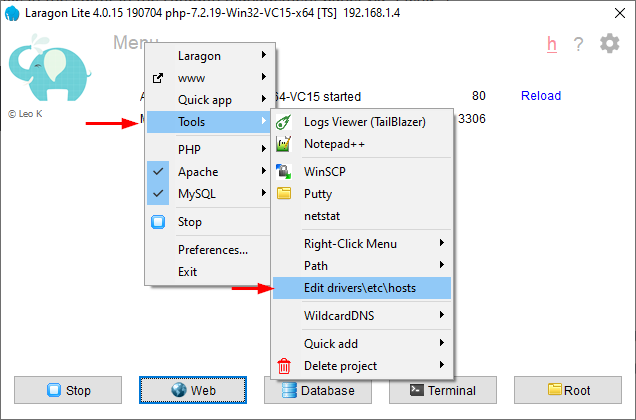 Laragon Lite 4.0.15 190704 php-7.2.19-Win32-VC15-x64 [TS] 192.168.1.4
Menu
h ?
© Leo K
A
64-VC15 started 80 Reload
M
3306
Laragon
www
Quick app
Tools
PHP
Apache
MySQL
Stop
Preferences...
Exit
Logs Viewer (TailBlazer)
Notepad++
WinSCP
Putty
netstat
Right-Click Menu
Path
Edit drivers\etc\hosts
WildcardDNS
Quick add
Delete project
Stop Web Database Terminal Root